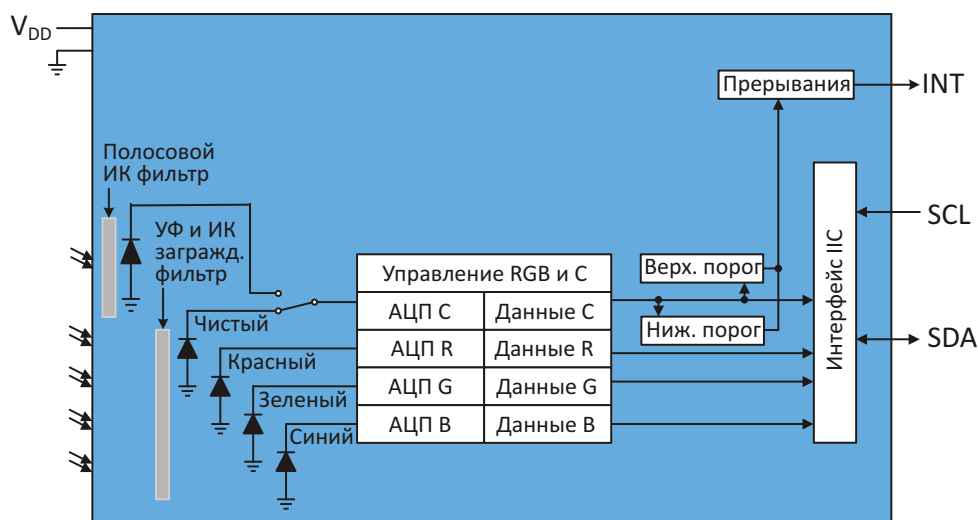 VDD
Прерывания
INT
Полосовой
ИК фильтр
УФ и ИК
загражд.
фильтр
SCL
Управление RGB и C
Верх. порог
Чистый
АЦП C
Данные C
Ниж. порог
Интерфейс IIC
SDA
Красный
АЦП R
Данные R
Зеленый
АЦП G
Данные G
Синий
АЦП B
Данные B